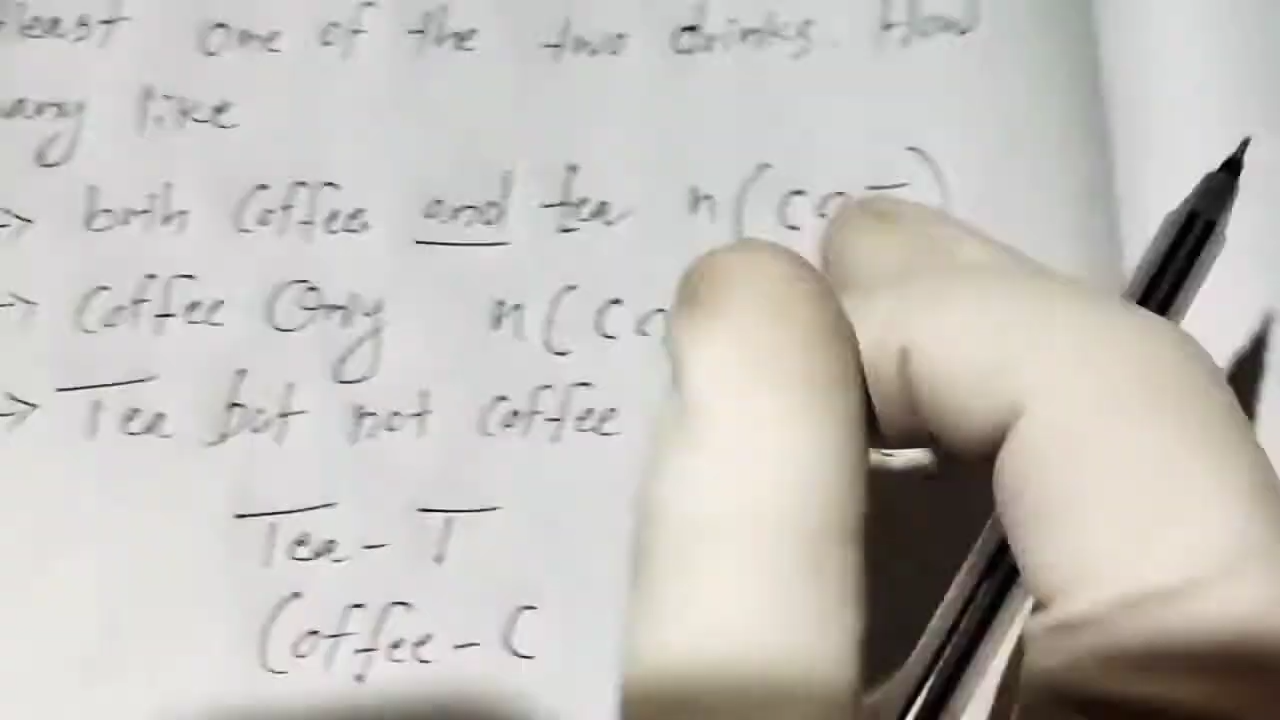 least one of the two drinks. How
any like
→ both Coffee and tea n(C
→ Coffee Only n(C
→ Tea but not coffee
Tea - T
Coffee - C